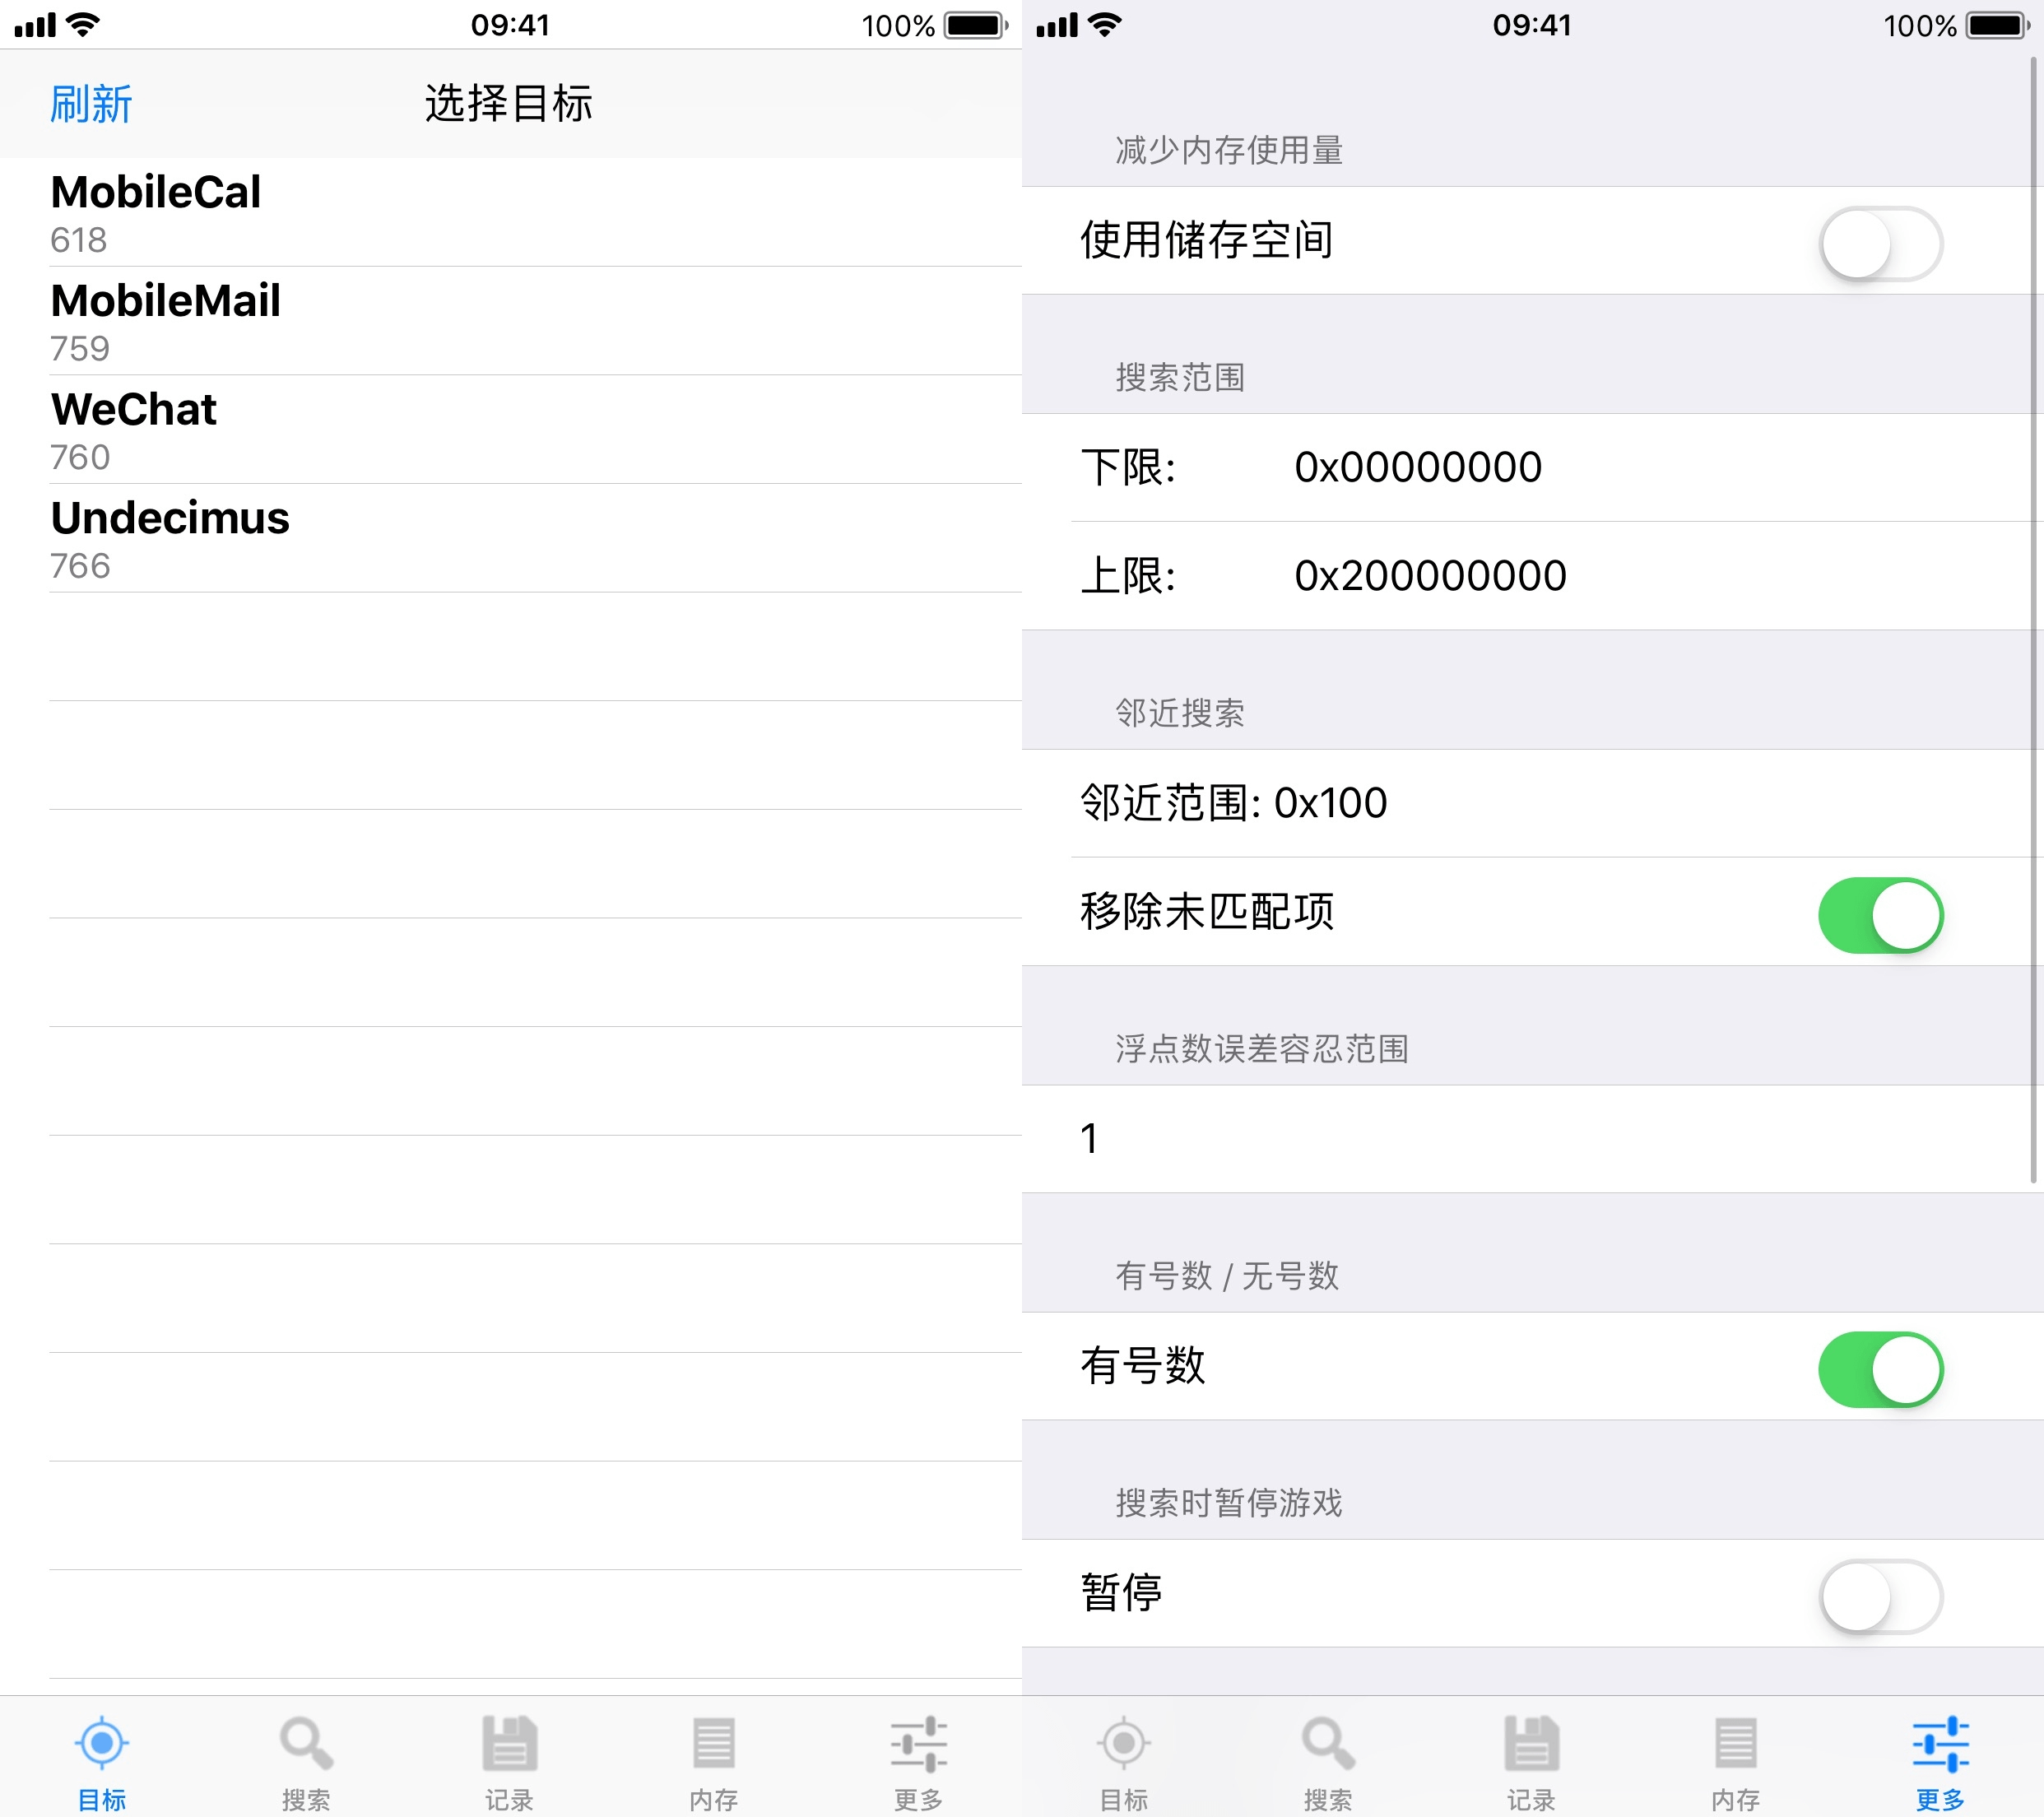 09:41
100%
刷新
选择目标
MobileCal
618
MobileMail
759
WeChat
760
Undecimus
766
目标
搜索
记录
内存
更多
09:41
100%
减少内存使用量
使用储存空间
搜索范围
下限: 0x00000000
上限: 0x200000000
邻近搜索
邻近范围: 0x100
移除未匹配项
浮点数误差容忍范围
1
有号数 / 无号数
有号数
搜索时暂停游戏
暂停
目标
搜索
记录
内存
更多